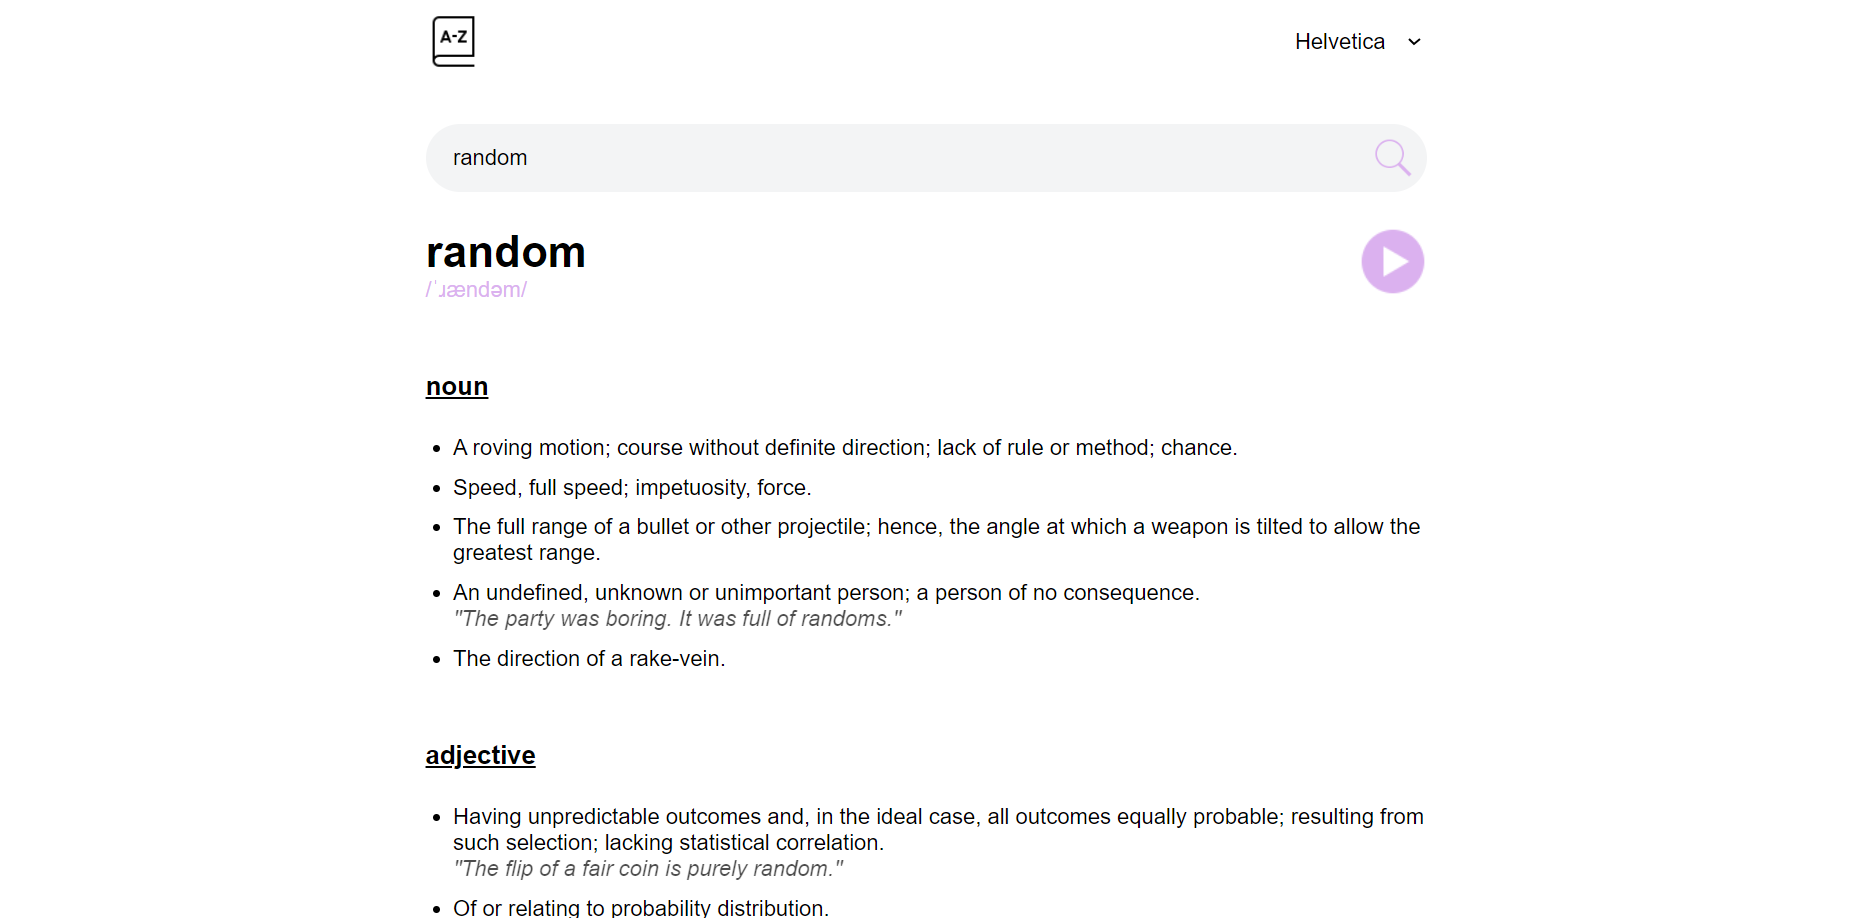 A-Z
Helvetica
random
random
/ˈɹændəm/
noun
A roving motion; course without definite direction; lack of rule or method; chance.
Speed, full speed; impetuosity, force.
The full range of a bullet or other projectile; hence, the angle at which a weapon is tilted to allow the
greatest range.
An undefined, unknown or unimportant person; a person of no consequence.
"The party was boring. It was full of randoms."
The direction of a rake-vein.
adjective
Having unpredictable outcomes and, in the ideal case, all outcomes equally probable; resulting from
such selection; lacking statistical correlation.
"The flip of a fair coin is purely random."
Of or relating to probability distribution.